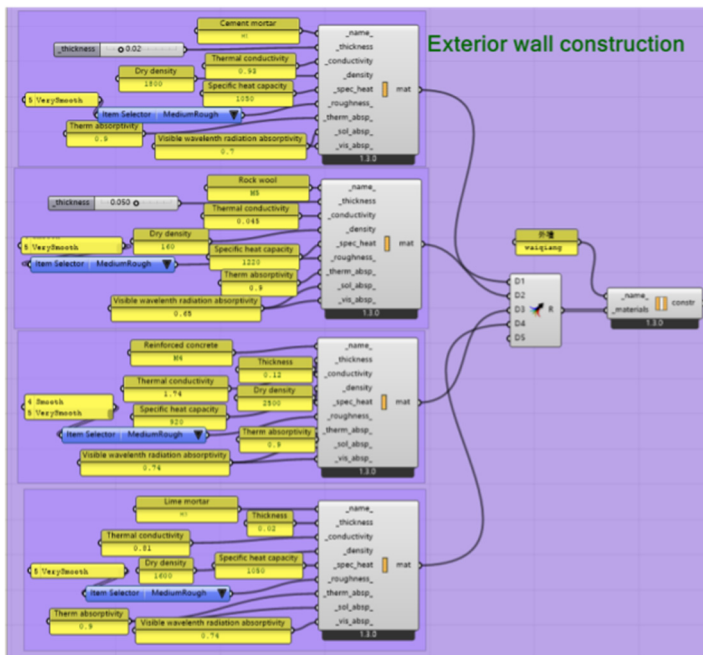 Exterior wall construction
Cement mortar
_name_
_thickness 0.02
_thickness
Thermal conductivity
0.93
_conductivity
Dry density
1800
_density
Specific heat capacity
1050
_spec_heat
mat
5 VerySmooth
_roughness_
Item Selector MediumRough
Therm absorptivity
0.9
_therm_absp_
_sol_absp_
Visible wavelenth radiation absorptivity
0.7
_vis_absp_
1.3.0
Rock wool
_name_
_thickness 0.050
_thickness
Thermal conductivity
0.045
_conductivity
Dry density
160
_density
5 VerySmooth
Specific heat capacity
1220
_spec_heat
mat
Item Selector MediumRough
_roughness_
Therm absorptivity
0.9
_therm_absp_
_sol_absp_
Visible wavelenth radiation absorptivity
_vis_absp_
1.3.0
外墙
waiqiang
D1
D2
D3
D4
D5
R
_name_
_materials
constr
1.3.0
Reinforced concrete
_name_
Thickness
0.12
_thickness
Thermal conductivity
1.74
_conductivity
Dry density
2500
_density
4 Smooth
5 VerySmooth
Specific heat capacity
920
_spec_heat
mat
Item Selector MediumRough
_roughness_
Therm absorptivity
0.9
_therm_absp_
_sol_absp_
Visible wavelenth radiation absorptivity
0.74
_vis_absp_
1.3.0
Lime mortar
_name_
Thickness
0.02
_thickness
Thermal conductivity
0.81
_conductivity
_density
5 VerySmooth
Dry density
1600
Specific heat capacity
1050
_spec_heat
mat
Item Selector MediumRough
_roughness_
Therm absorptivity
0.9
_therm_absp_
_sol_absp_
Visible wavelenth radiation absorptivity
0.74
_vis_absp_
1.3.0